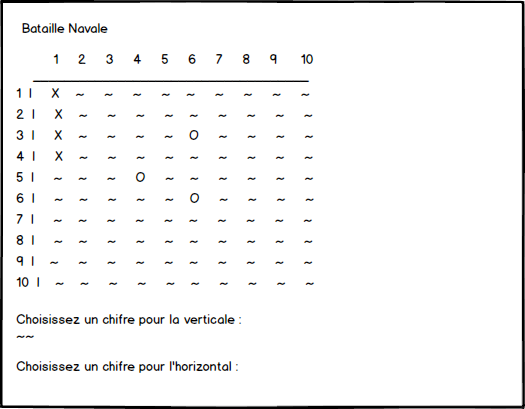 Bataille Navale
1 2 3 4 5 6 7 8 9 10
1 | X ~ ~ ~ ~ ~ ~ ~ ~ ~
2 | X ~ ~ ~ ~ ~ ~ ~ ~ ~
3 | X ~ ~ ~ ~ O ~ ~ ~ ~
4 | X ~ ~ ~ ~ ~ ~ ~ ~ ~
5 | ~ ~ ~ O ~ ~ ~ ~ ~ ~
6 | ~ ~ ~ ~ ~ O ~ ~ ~ ~
7 | ~ ~ ~ ~ ~ ~ ~ ~ ~ ~
8 | ~ ~ ~ ~ ~ ~ ~ ~ ~ ~
9 | ~ ~ ~ ~ ~ ~ ~ ~ ~ ~
10 | ~ ~ ~ ~ ~ ~ ~ ~ ~ ~
Choisissez un chifre pour la verticale :
~~
Choisissez un chifre pour l'horizontal :